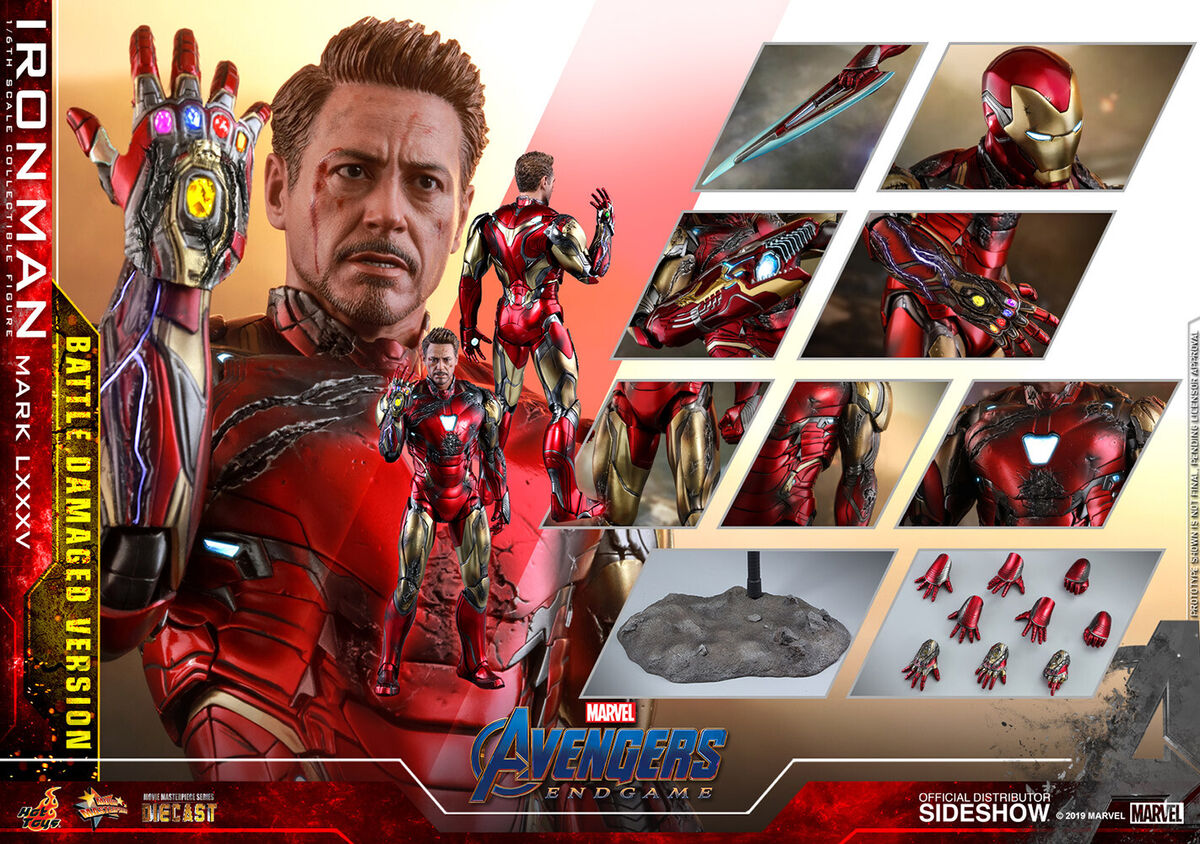 IRON MAN MARK LXXXV
1/6TH SCALE COLLECTIBLE FIGURE
BATTLE DAMAGED VERSION
PROTOTYPE SHOWN IS NOT FINAL, PENDING LICENSOR APPROVAL
MARVEL
AVENGERS
ENDGAME
HOT TOYS
MOVIE MASTERPIECE SERIES
DIECAST
OFFICIAL DISTRIBUTOR
SIDESHOW
© 2019 MARVEL
MARVEL